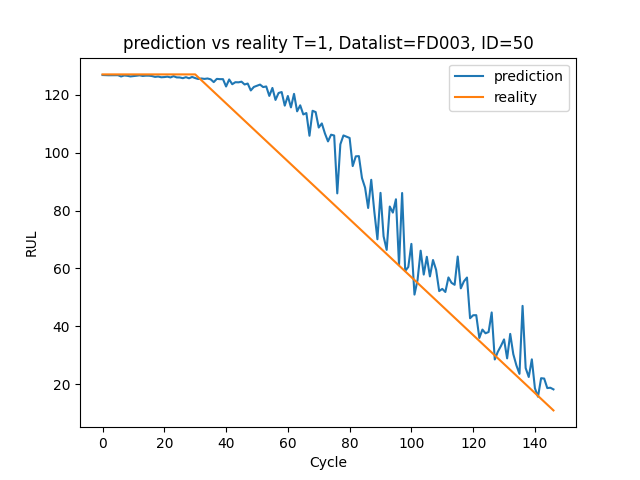 prediction vs reality T=1, Datalist=FD003, ID=50
prediction
reality
120
100
80
60
40
20
RUL
0 20 40 60 80 100 120 140
Cycle